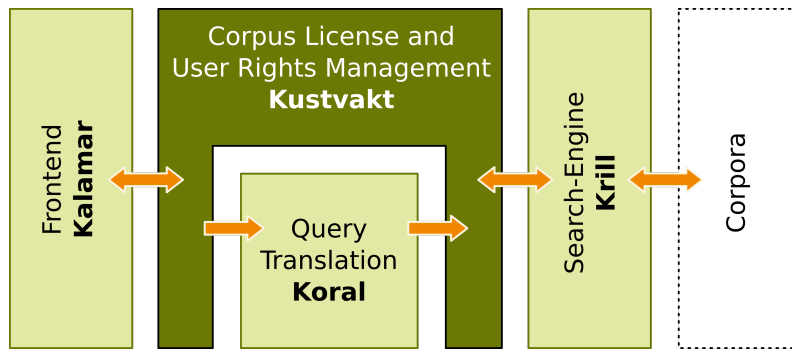 Frontend
Kalamar
Corpus License and
User Rights Management
Kustvakt
Query
Translation
Koral
Search-Engine
Krill
Corpora